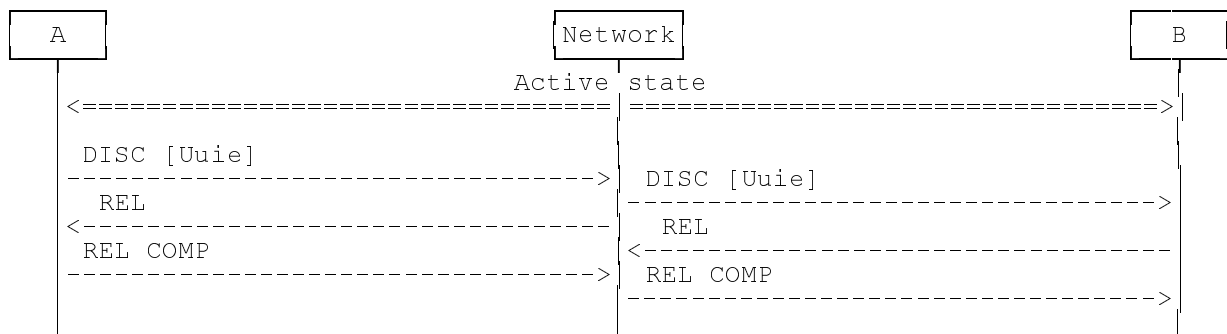 A Network B
Active state
DISC [Uuie]
DISC [Uuie]
REL
REL
REL COMP
REL COMP